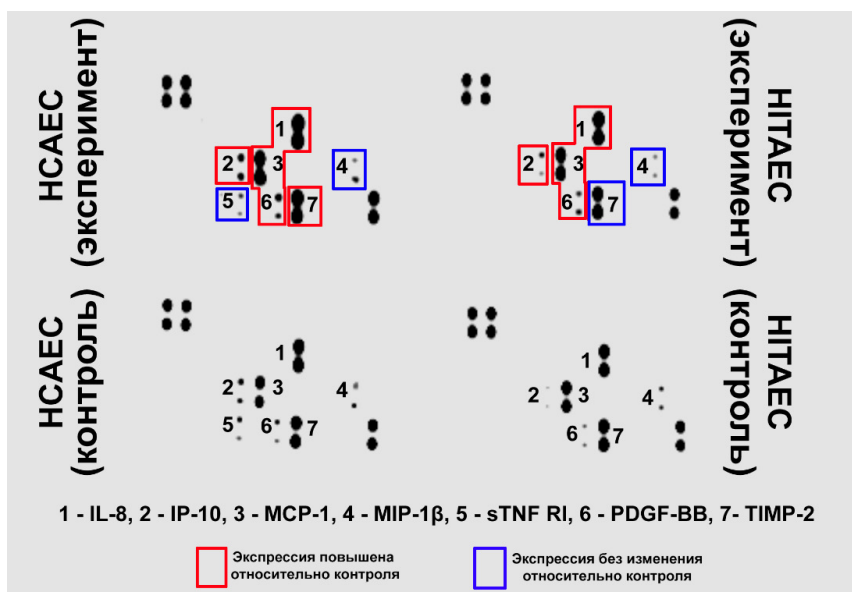 HCAEC
(эксперимент)
1
2
3
4
5
6
7
HITAEC
(эксперимент)
1
2
3
4
6
7
HCAEC
(контроль)
1
2
3
4
5
6
7
HITAEC
(контроль)
1
2
3
4
6
7
1 - IL-8, 2 - IP-10, 3 - MCP-1, 4 - MIP-1β, 5 - sTNF RI, 6 - PDGF-BB, 7- TIMP-2
Экспрессия повышена
относительно контроля
Экспрессия без изменения
относительно контроля